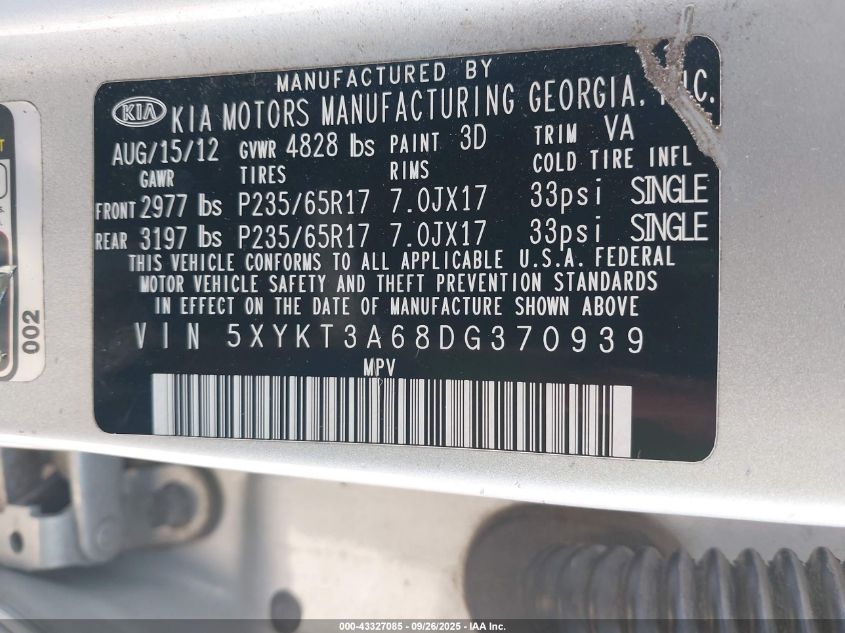 MANUFACTURED BY
KIA KIA MOTORS MANUFACTURING GEORGIA,
AUG/15/12 GVWR 4828 lbs PAINT 3D TRIM VA
GAWR TIRES RIMS COLD TIRE INFL
FRONT 2977 lbs P235/65R17 7.0JX17 33psi SINGLE
REAR 3197 lbs P235/65R17 7.0JX17 33psi SINGLE
THIS VEHICLE CONFORMS TO ALL APPLICABLE U.S.A. FEDERAL
MOTOR VEHICLE SAFETY AND THEFT PREVENTION STANDARDS
IN EFFECT ON THE DATE OF MANUFACTURE SHOWN ABOVE
VIN 5XYKT3A68DG370939
MPV
002
000-43327085 - 09/26/2025 - IAA Inc.